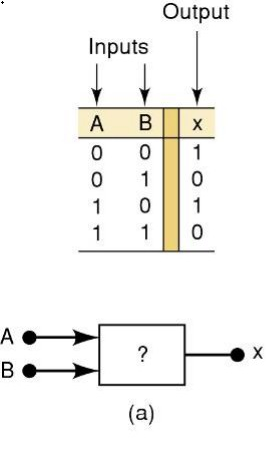 Output
Inputs
A B x
0 0 1
0 1 0
1 0 1
1 1 0
A ? x
B
(a)